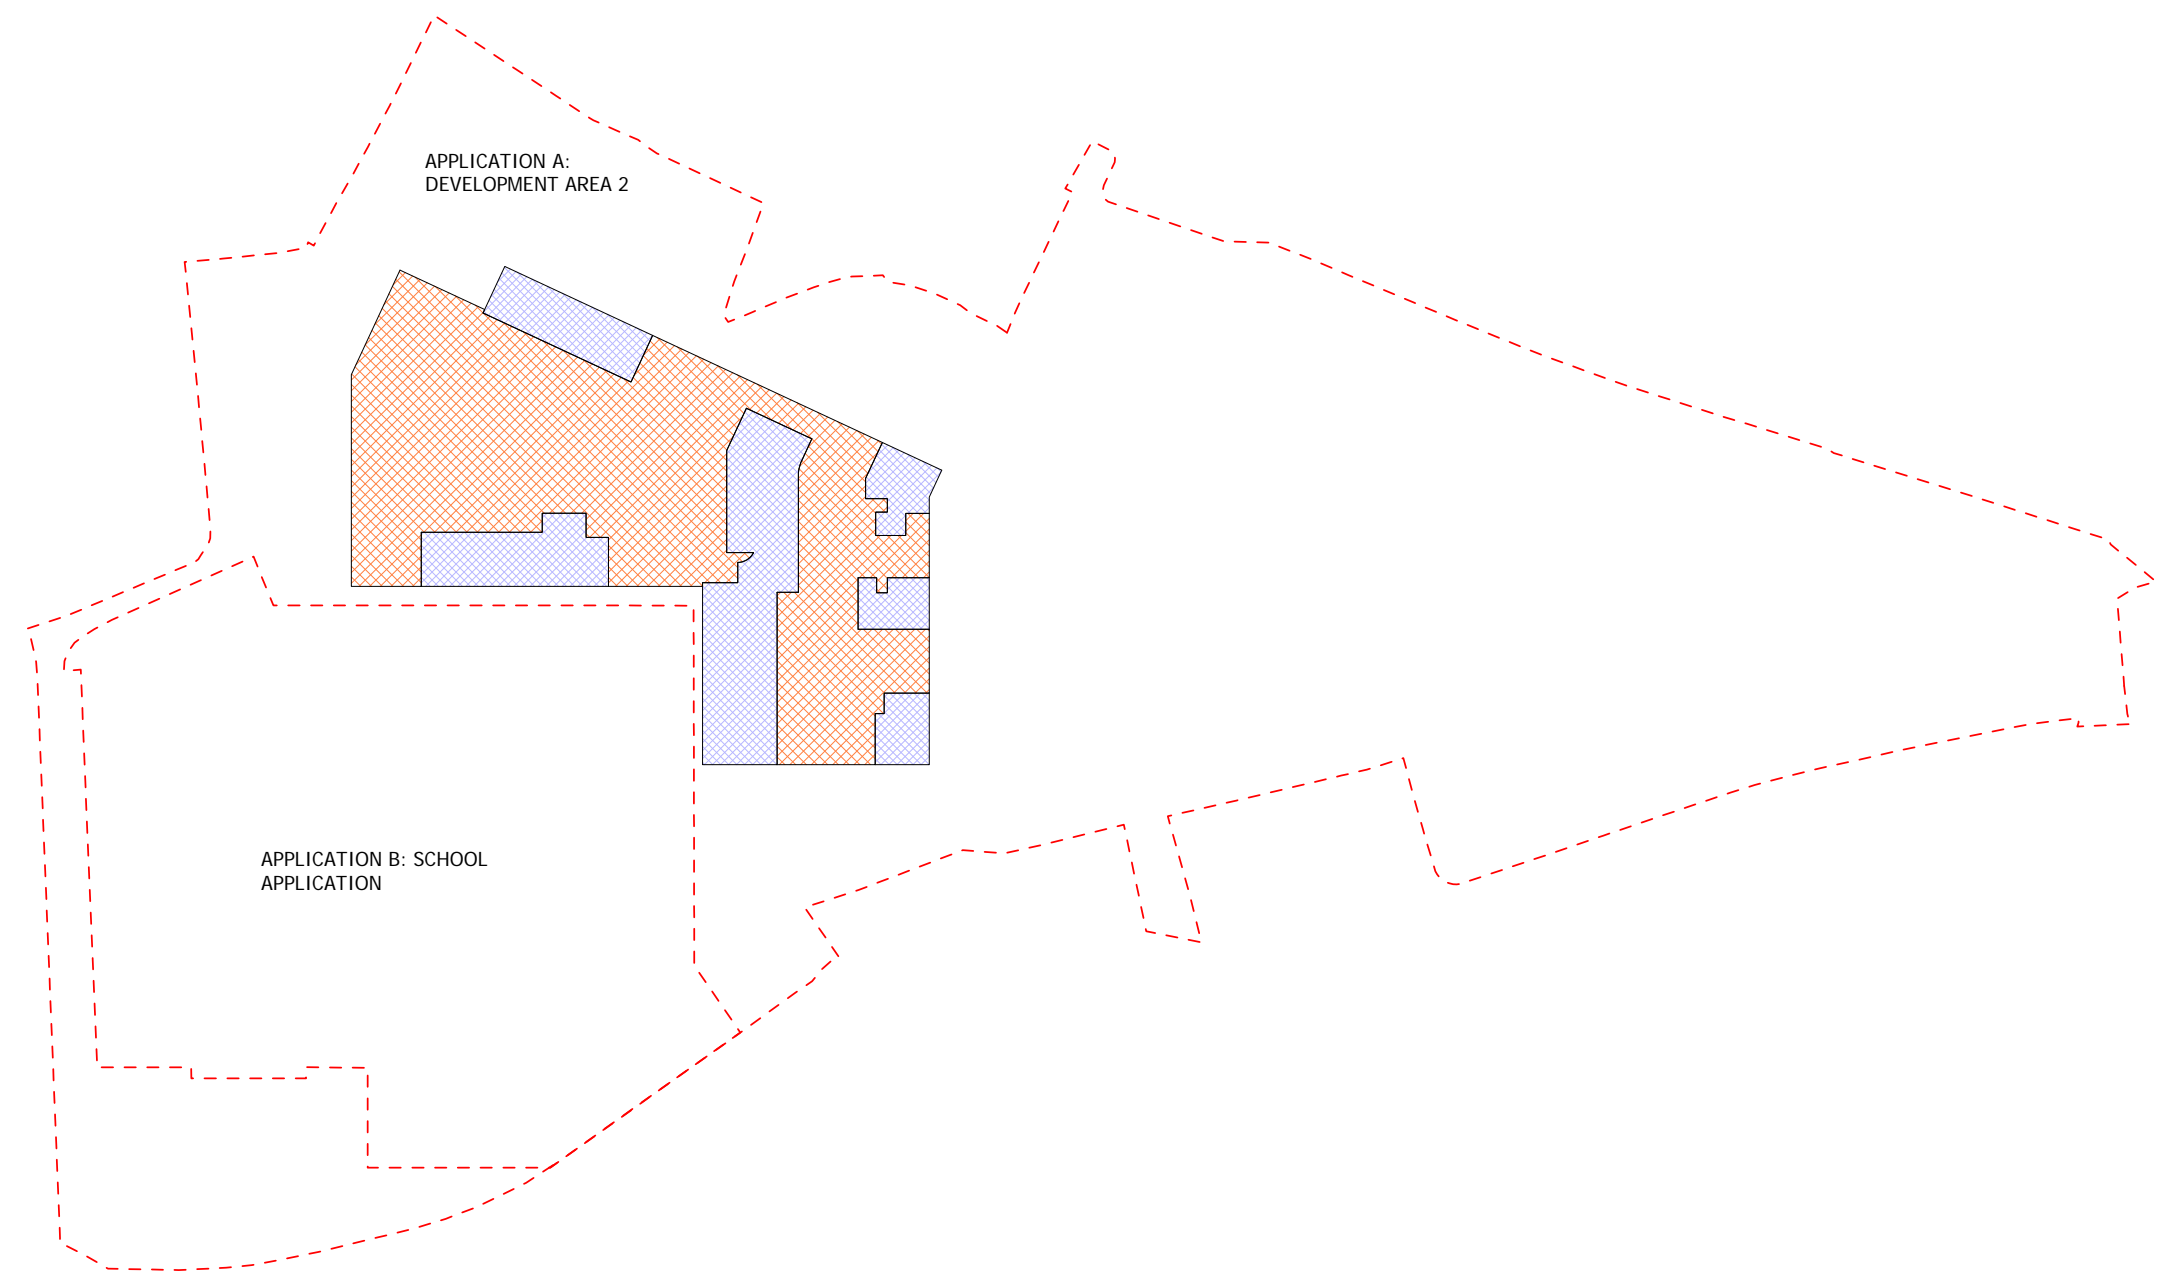 APPLICATION A:
DEVELOPMENT AREA 2
APPLICATION B: SCHOOL
APPLICATION